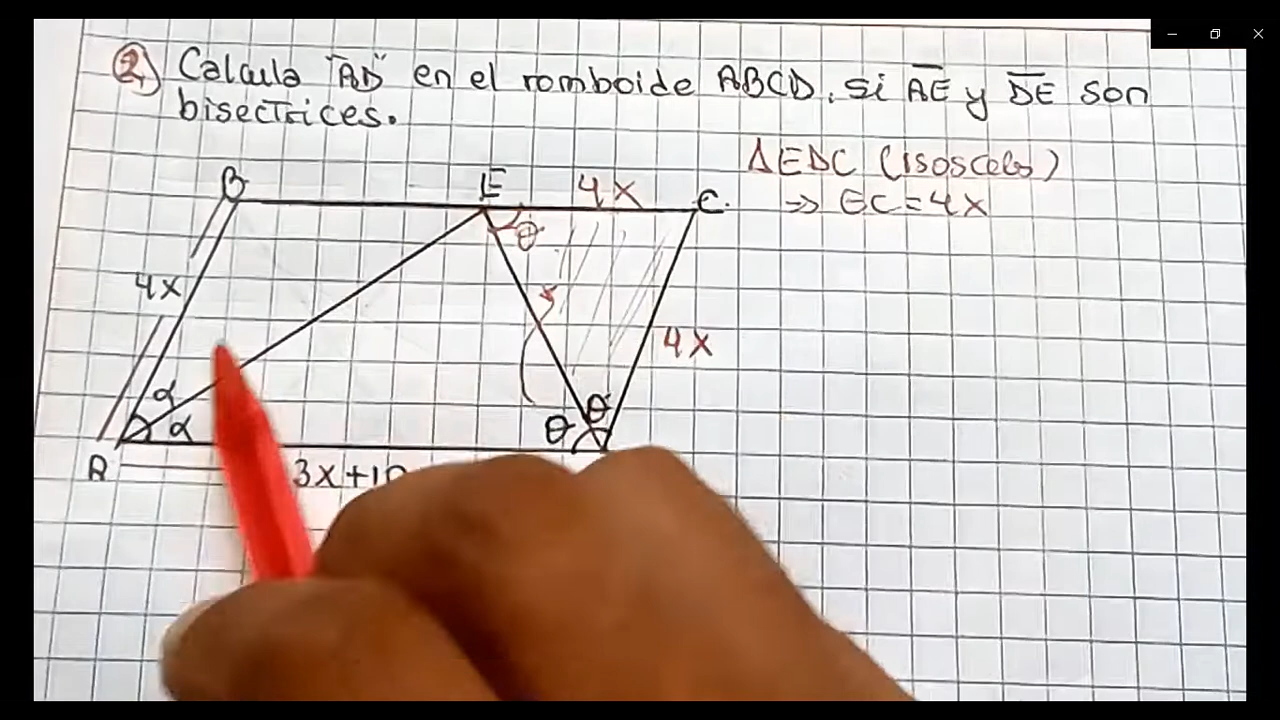 2) Calcula "AD" en el romboide ABCD, si AE y DE son
bisectrices.
ΔEDC (isosceles)
→ EC = 4x
B
E
4x
C
θ
4x
4x
α
α
θ
θ
A
3x+10